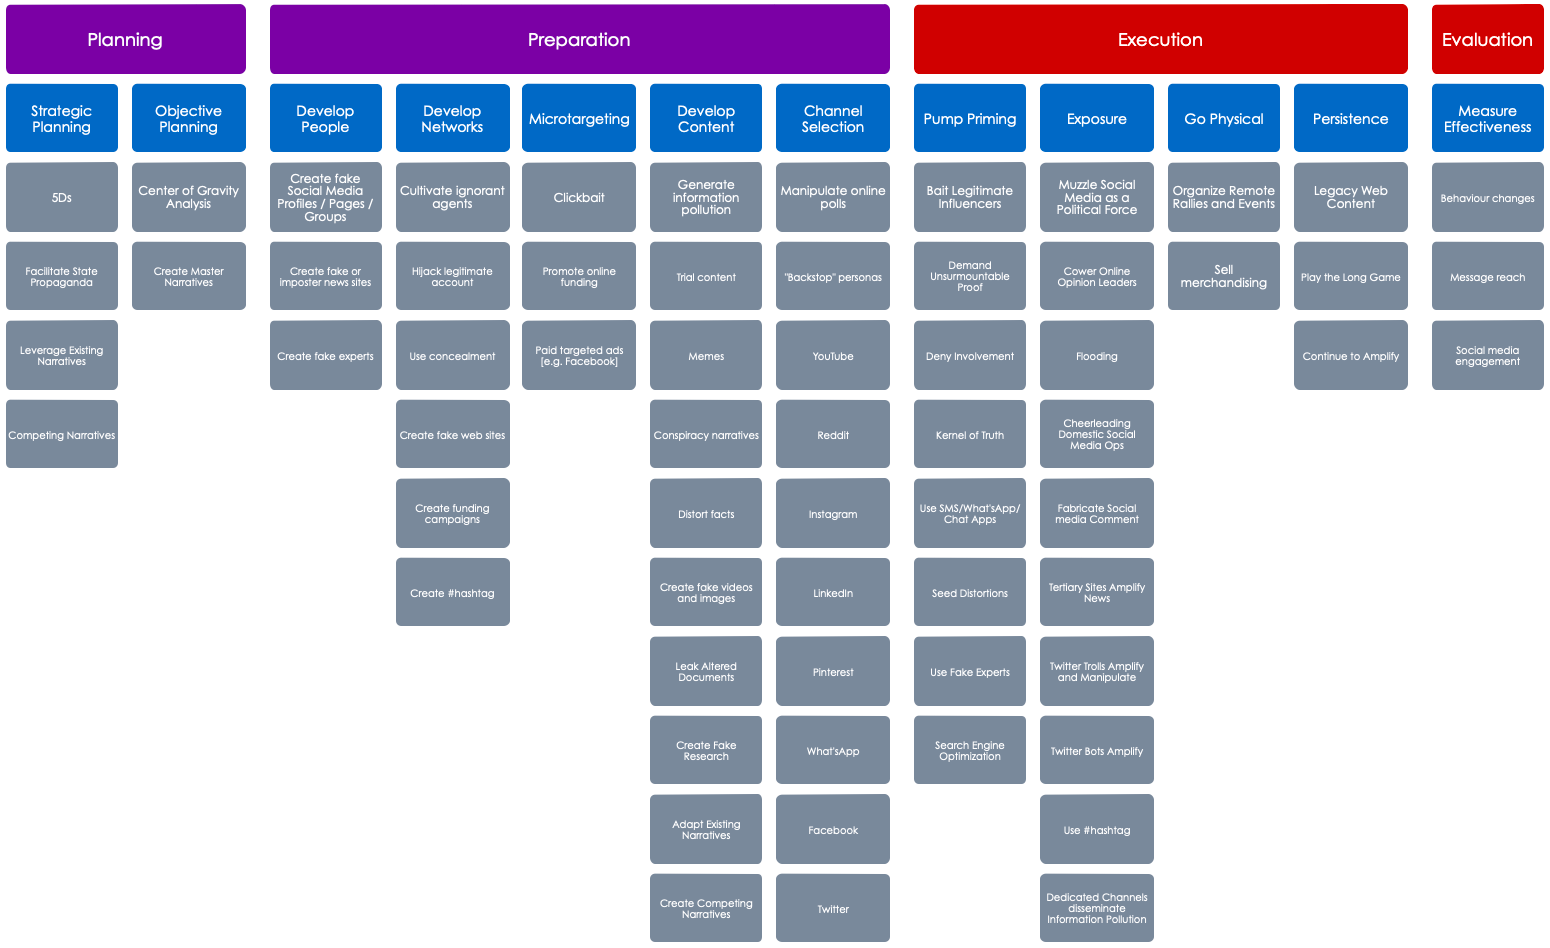 Planning
Preparation
Execution
Evaluation
Strategic
Planning
Objective
Planning
Develop
People
Develop
Networks
Microtargeting
Develop
Content
Channel
Selection
Pump Priming
Exposure
Go Physical
Persistence
Measure
Effectiveness
5Ds
Center of Gravity
Analysis
Create fake
Social Media
Profiles / Pages /
Groups
Cultivate ignorant
agents
Clickbait
Generate
information
pollution
Manipulate online
polls
Bait Legitimate
Influencers
Muzzle Social
Media as a
Political Force
Organize Remote
Rallies and Events
Legacy Web
Content
Behaviour changes
Facilitate State
Propaganda
Create Master
Narratives
Create fake or
imposter news sites
Hijack legitimate
account
Promote online
funding
Trial content
"Backstop" personas
Demand
Unsurmountable
Proof
Cower Online
Opinion Leaders
Sell
merchandising
Play the Long Game
Message reach
Leverage Existing
Narratives
Create fake experts
Use concealment
Paid targeted ads
[e.g. Facebook]
Memes
YouTube
Deny Involvement
Flooding
Continue to Amplify
Social media
engagement
Competing Narratives
Create fake web sites
Conspiracy narratives
Reddit
Kernel of Truth
Cheerleading
Domestic Social
Media Ops
Create funding
campaigns
Distort facts
Instagram
Use SMS/What'sApp/
Chat Apps
Fabricate Social
media Comment
Create #hashtag
Create fake videos
and images
LinkedIn
Seed Distortions
Tertiary Sites Amplify
News
Leak Altered
Documents
Pinterest
Use Fake Experts
Twitter Trolls Amplify
and Manipulate
Create Fake
Research
What'sApp
Search Engine
Optimization
Twitter Bots Amplify
Adapt Existing
Narratives
Facebook
Use #hashtag
Create Competing
Narratives
Twitter
Dedicated Channels
disseminate
Information Pollution